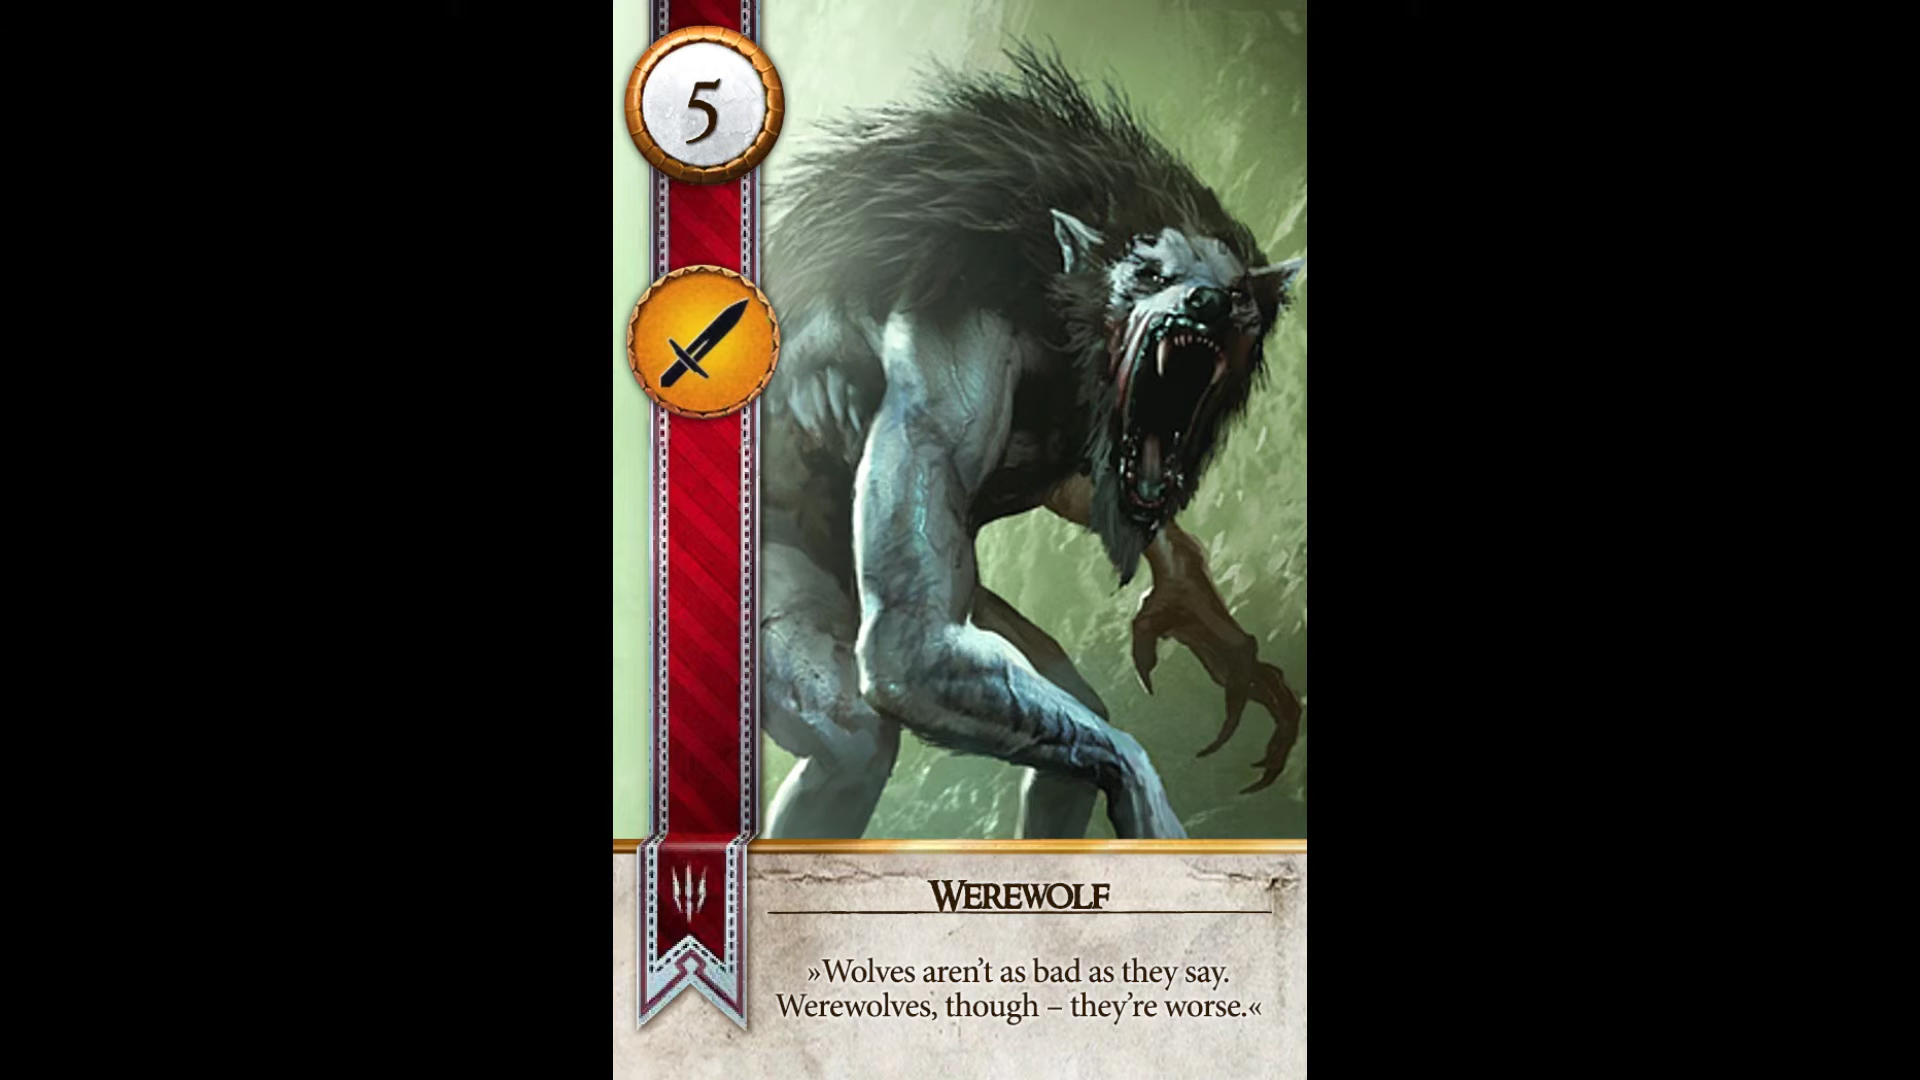 5
WEREWOLF
»Wolves aren’t as bad as they say.
Werewolves, though – they’re worse.«